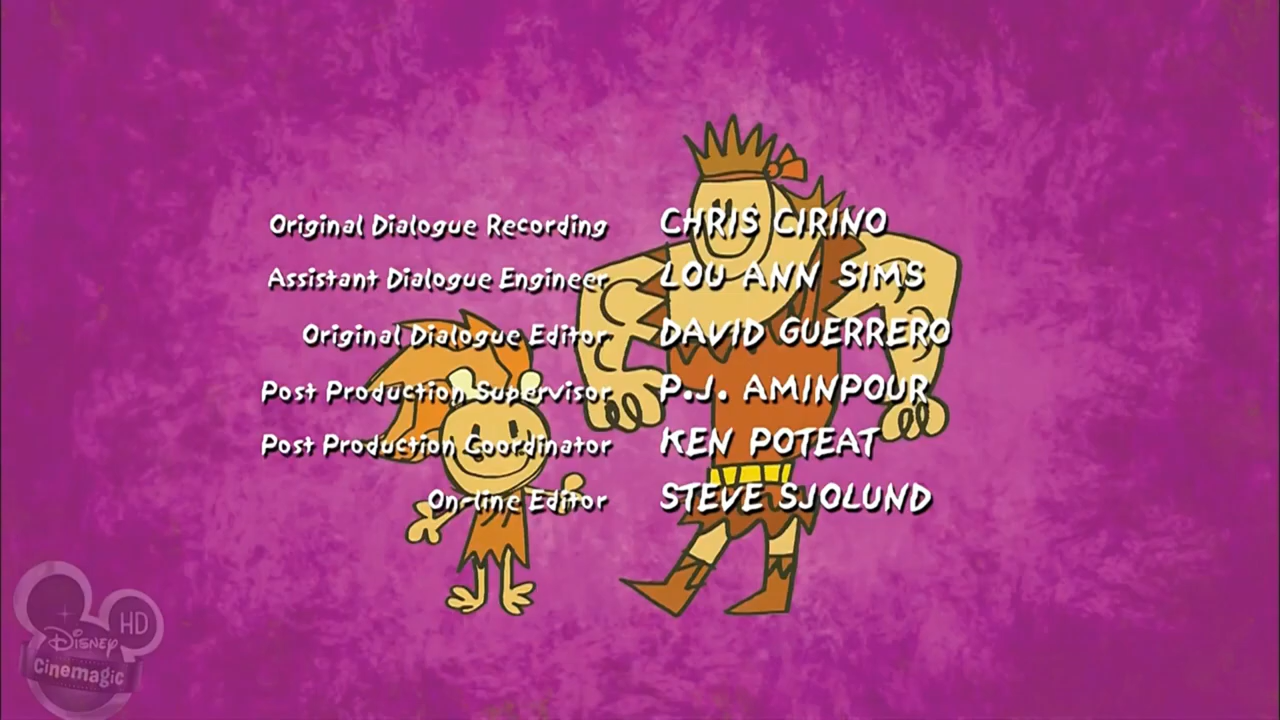 Original Dialogue Recording CHRIS CIRINO
Assistant Dialogue Engineer LOU ANN SIMS
Original Dialogue Editor DAVID GUERRERO
Post Production Supervisor P.J. AMINPOUR
Post Production Coordinator KEN POTEAT
On-line Editor STEVE SJOLUND
HD
Disney
Cinemagic